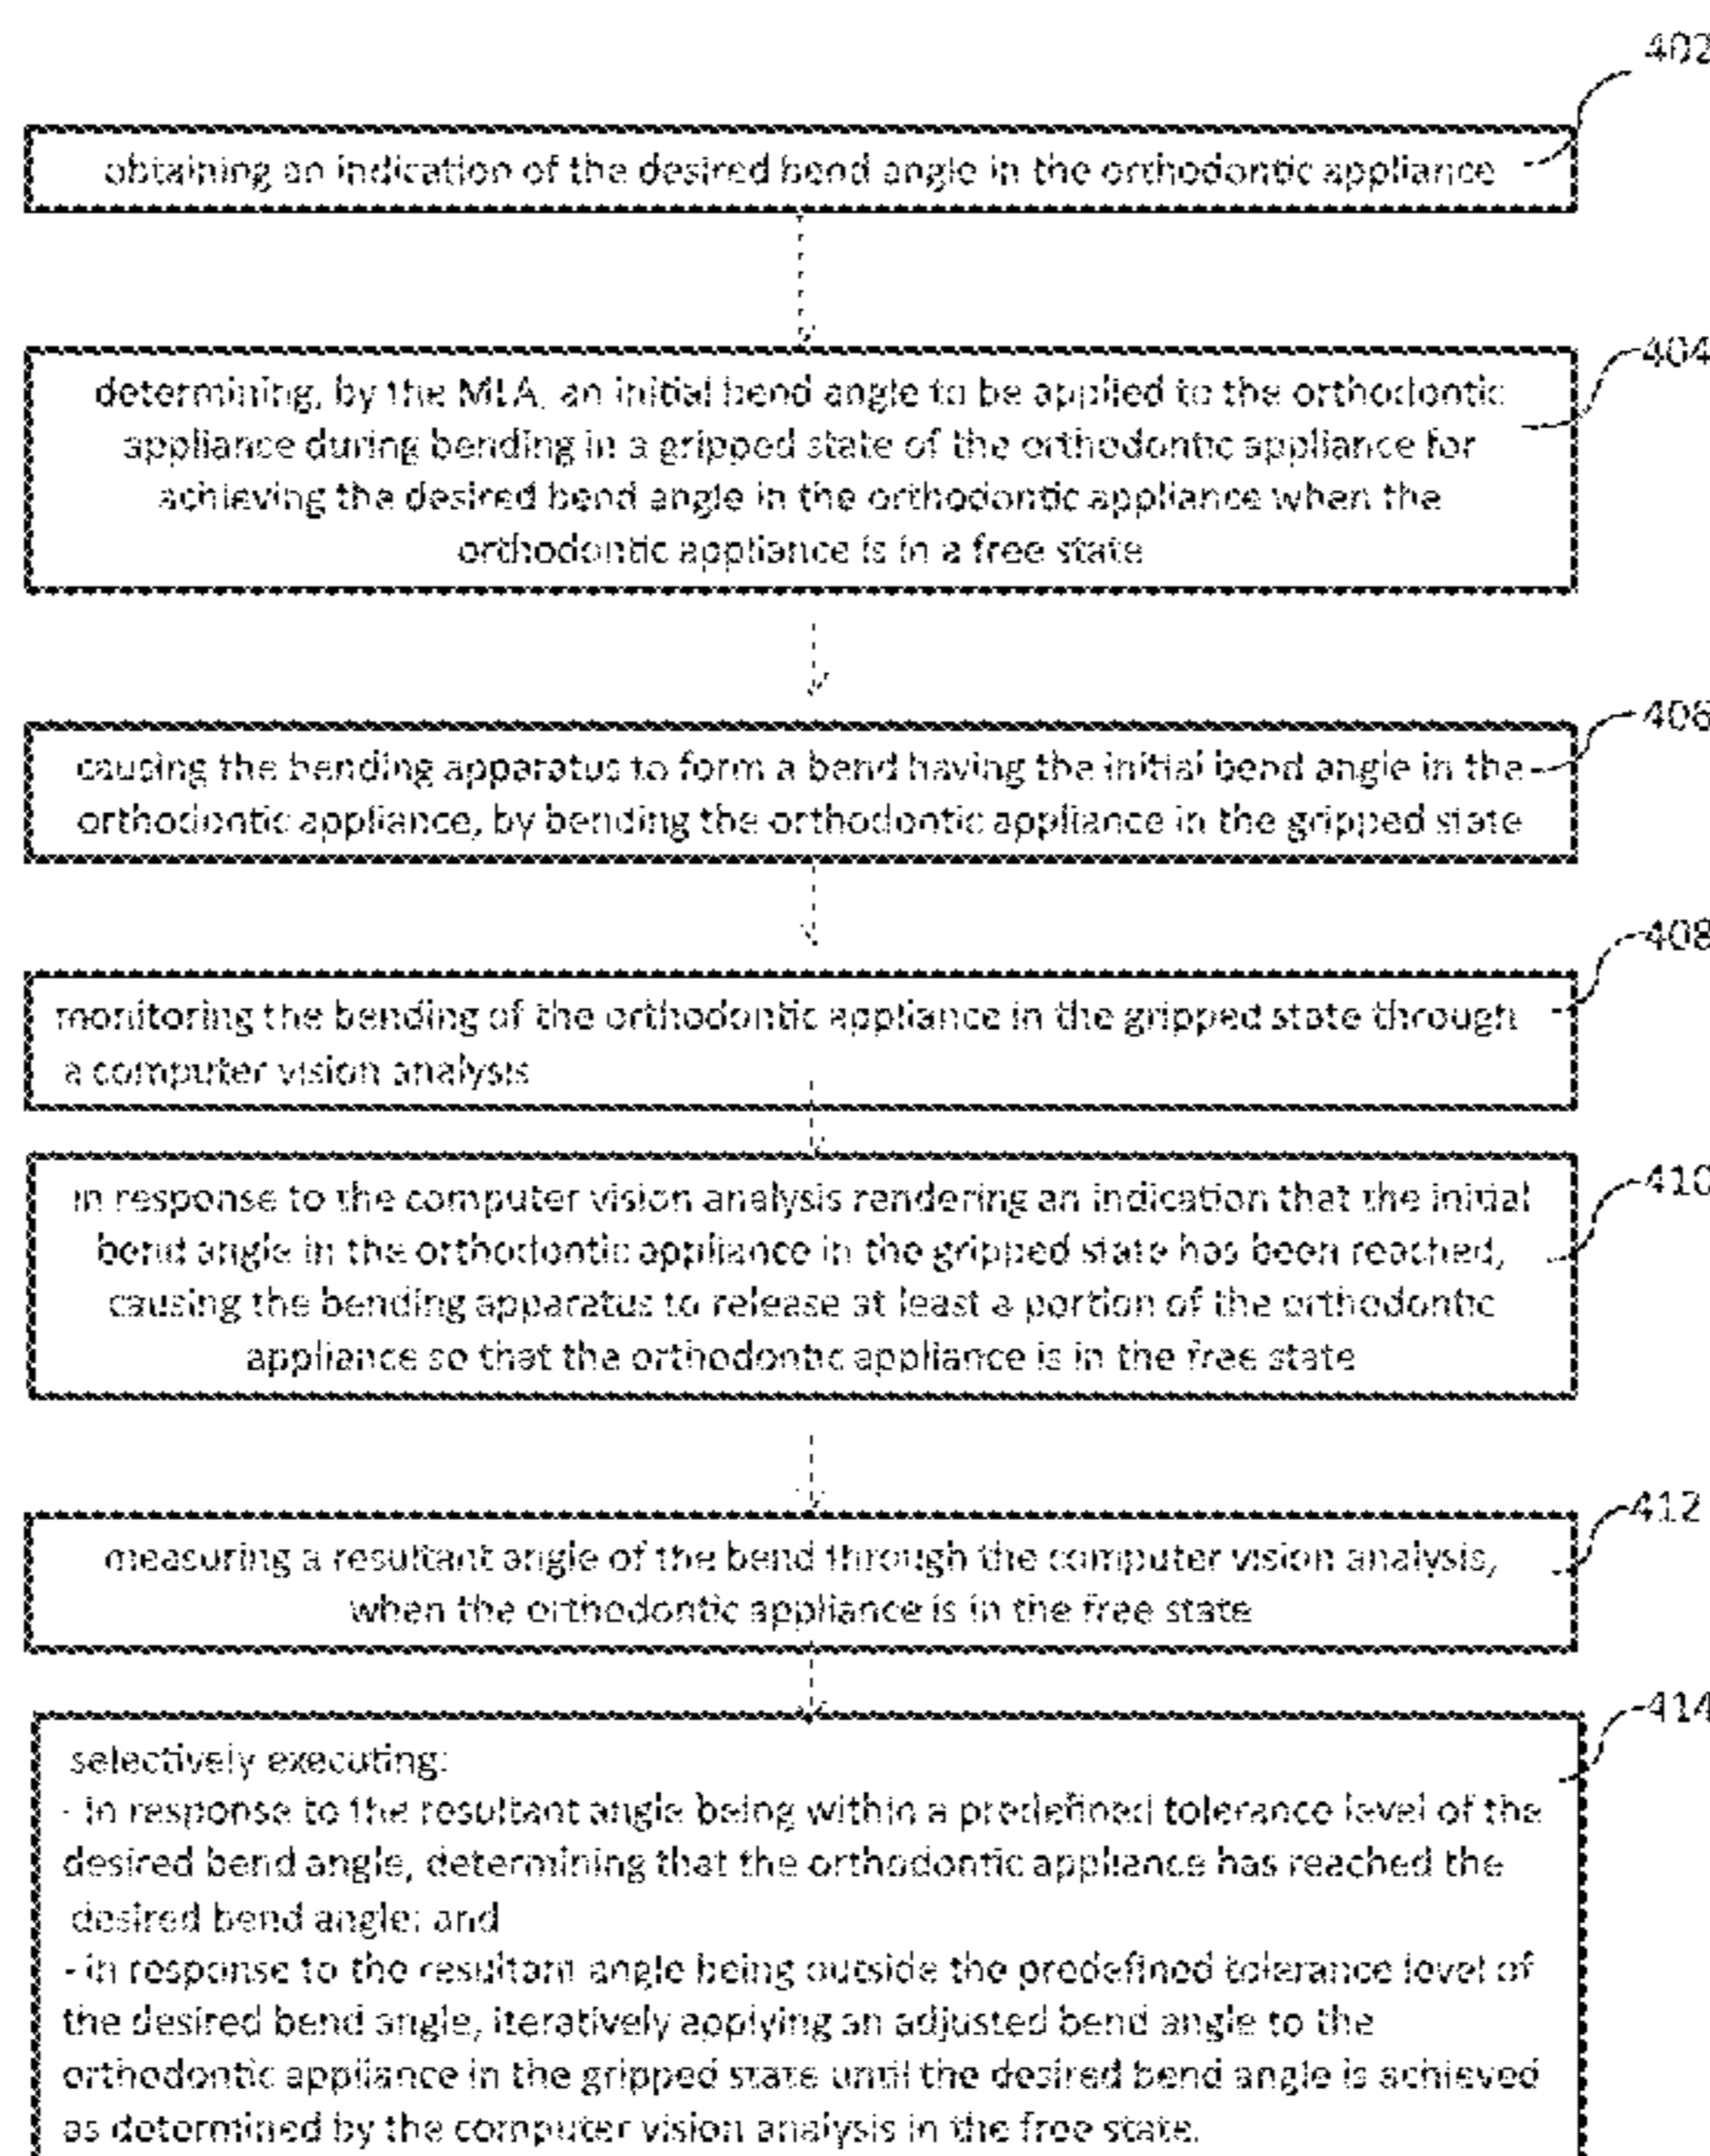 402
obtaining an indication of the desired bend angle in the orthodontic appliance
404
determining, by the MLA, an initial bend angle to be applied to the orthodontic
appliance during bending in a gripped state of the orthodontic appliance for
achieving the desired bend angle in the orthodontic appliance when the
orthodontic appliance is in a free state
406
causing the bending apparatus to form a bend having the initial bend angle in the
orthodontic appliance, by bending the orthodontic appliance in the gripped state
408
monitoring the bending of the orthodontic appliance in the gripped state through
a computer vision analysis
410
in response to the computer vision analysis rendering an indication that the initial
bend angle in the orthodontic appliance in the gripped state has been reached,
causing the bending apparatus to release at least a portion of the orthodontic
appliance so that the orthodontic appliance is in the free state
412
measuring a resultant angle of the bend through the computer vision analysis,
when the orthodontic appliance is in the free state
414
selectively executing:
- in response to the resultant angle being within a predefined tolerance level of the
desired bend angle, determining that the orthodontic appliance has reached the
desired bend angle; and
- in response to the resultant angle being outside the predefined tolerance level of
the desired bend angle, iteratively applying an adjusted bend angle to the
orthodontic appliance in the gripped state until the desired bend angle is achieved
as determined by the computer vision analysis in the free state.